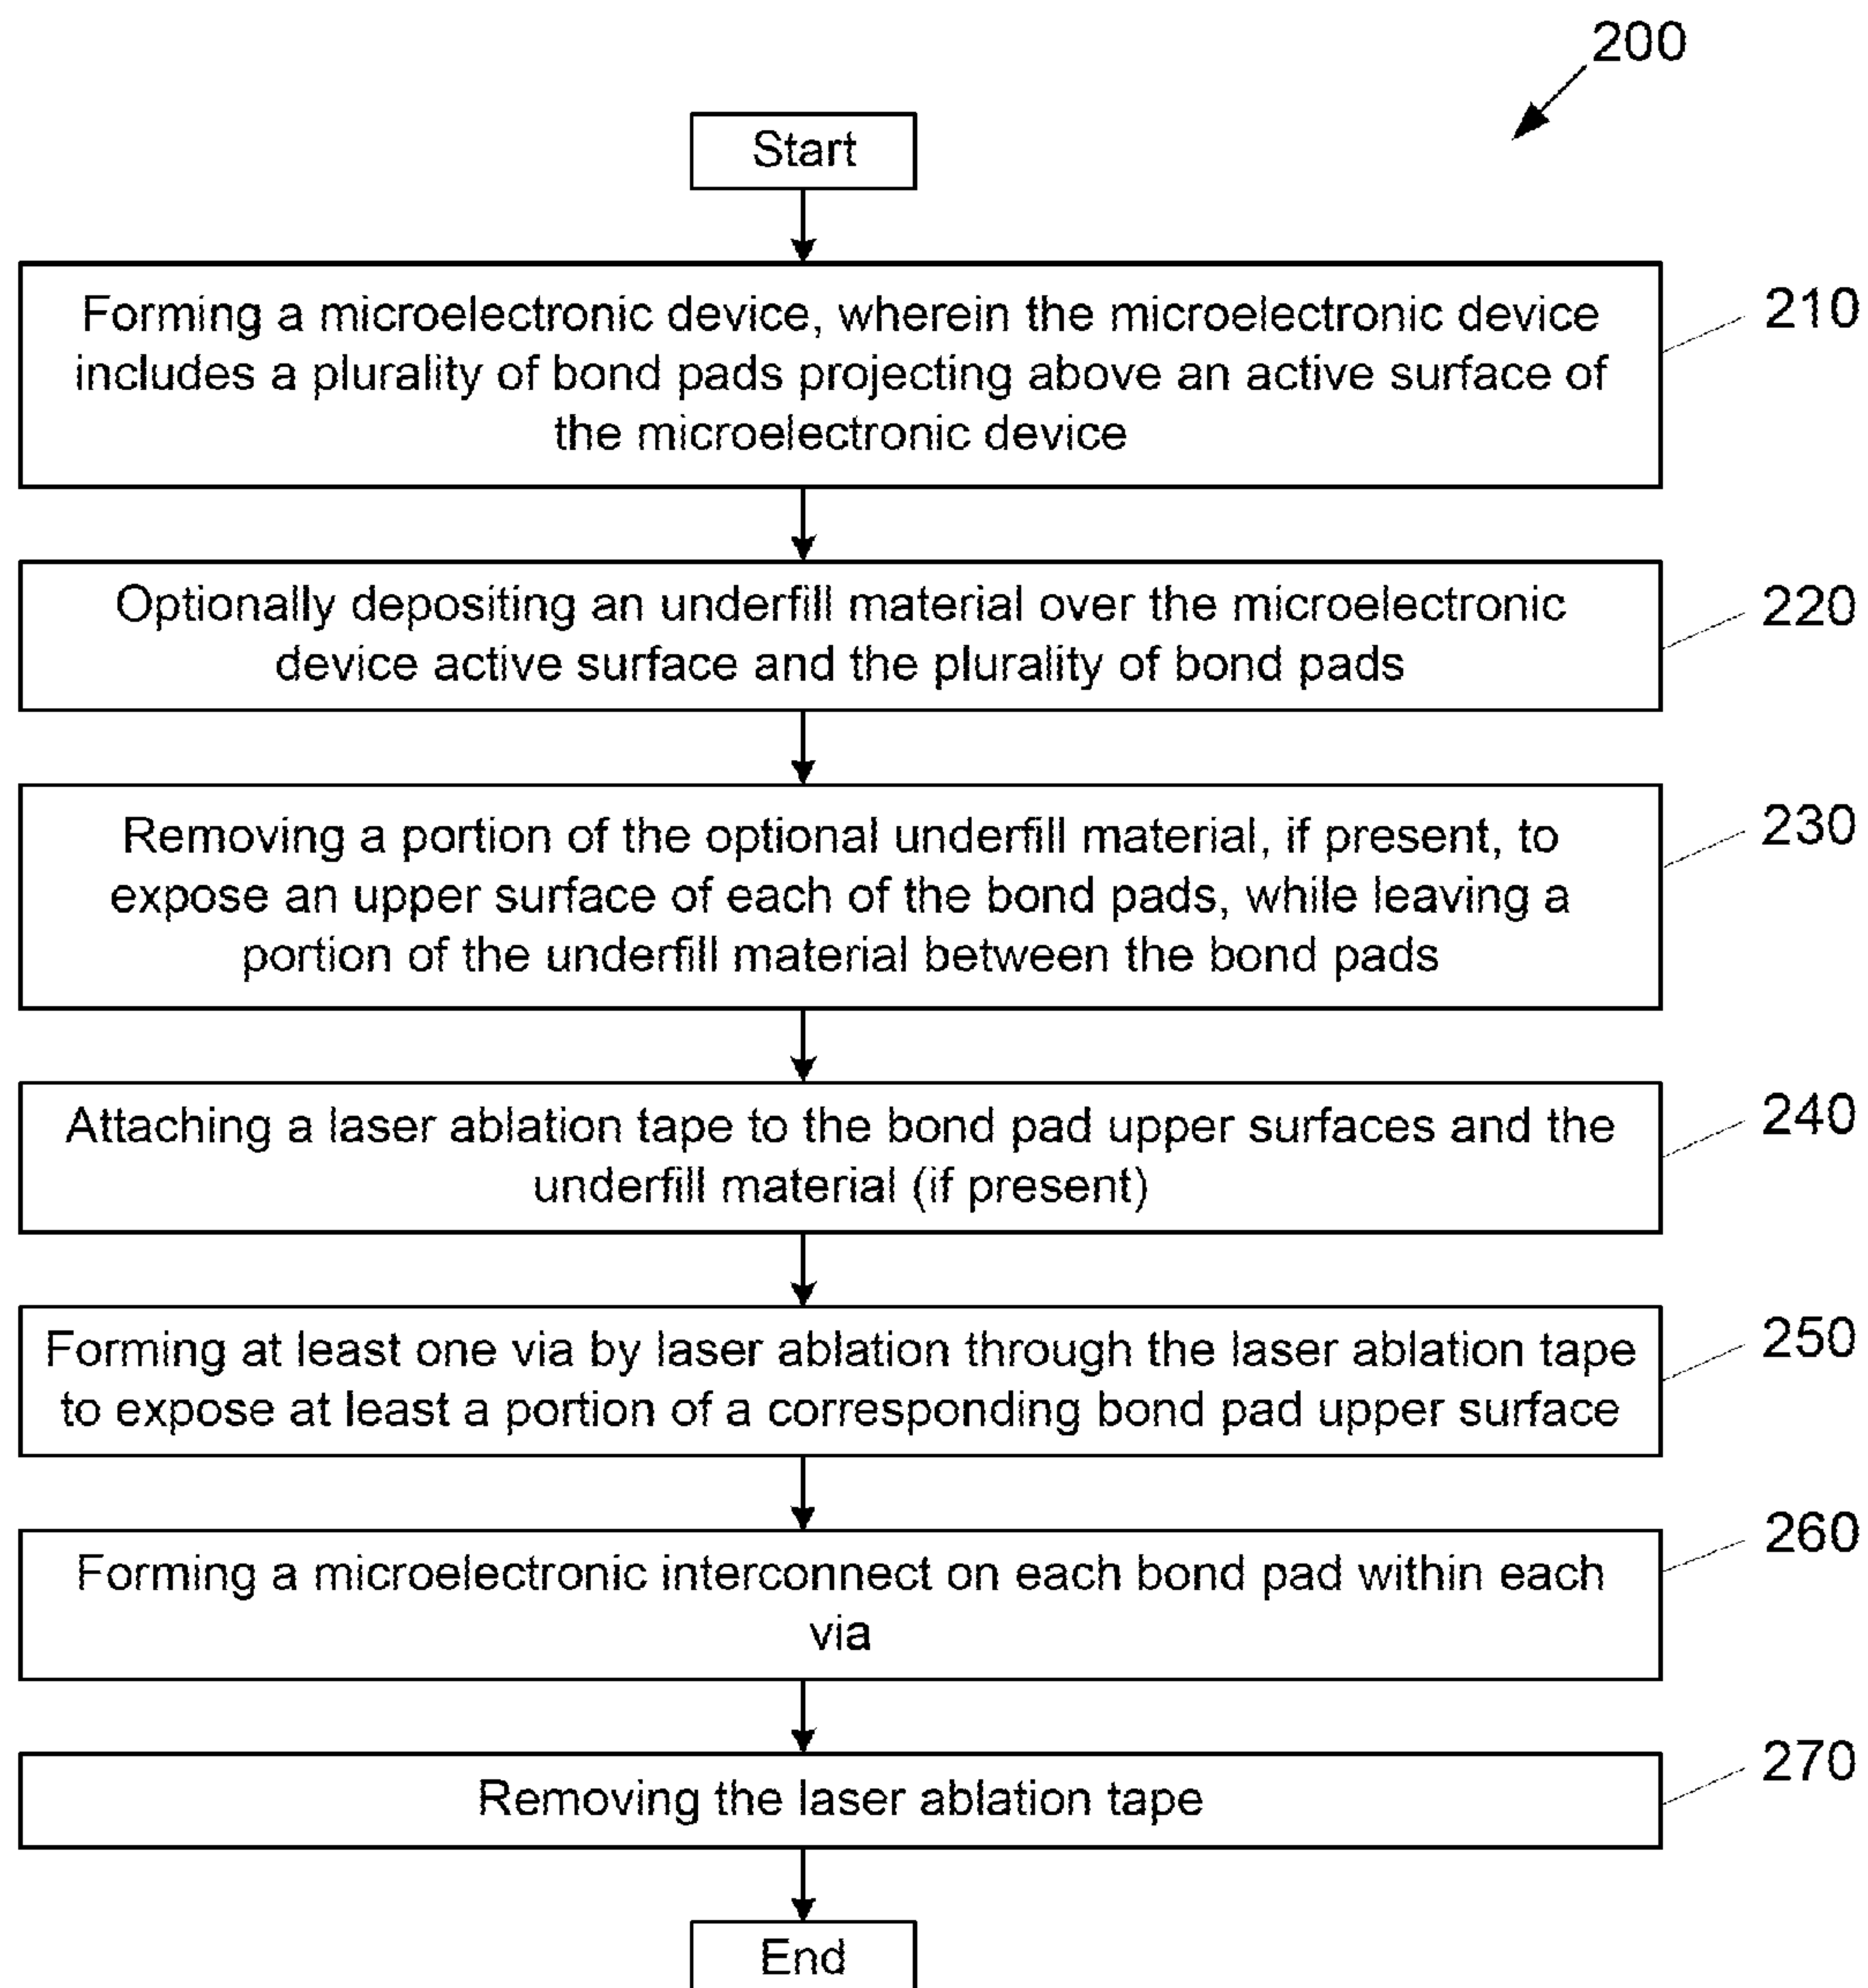 200
Start
Forming a microelectronic device, wherein the microelectronic device
includes a plurality of bond pads projecting above an active surface of
the microelectronic device
210
Optionally depositing an underfill material over the microelectronic
device active surface and the plurality of bond pads
220
Removing a portion of the optional underfill material, if present, to
expose an upper surface of each of the bond pads, while leaving a
portion of the underfill material between the bond pads
230
Attaching a laser ablation tape to the bond pad upper surfaces and the
underfill material (if present)
240
Forming at least one via by laser ablation through the laser ablation tape
to expose at least a portion of a corresponding bond pad upper surface
250
Forming a microelectronic interconnect on each bond pad within each
via
260
Removing the laser ablation tape
270
End